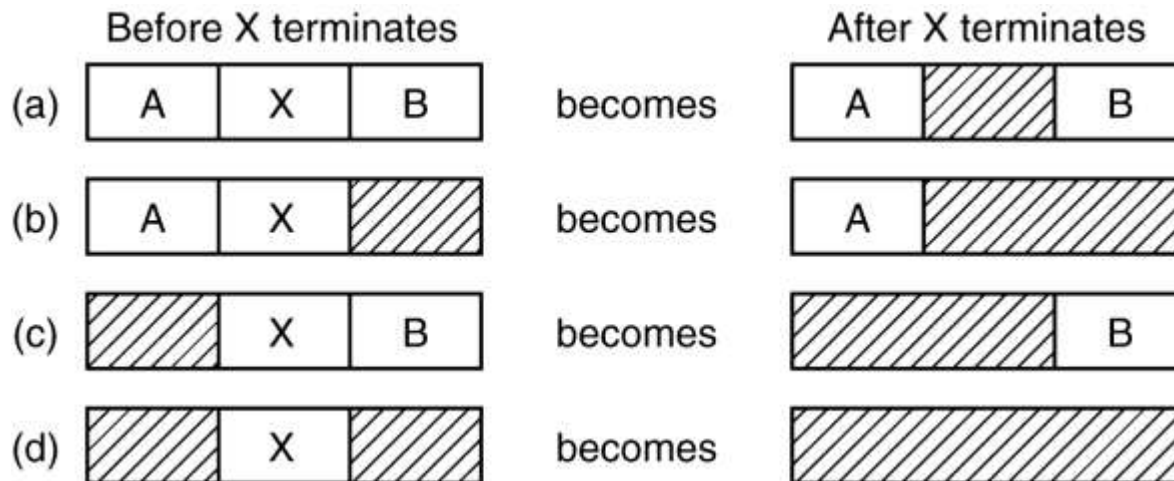 Before X terminates After X terminates
(a) A X B becomes A B
(b) A X becomes A
(c) X B becomes B
(d) X becomes